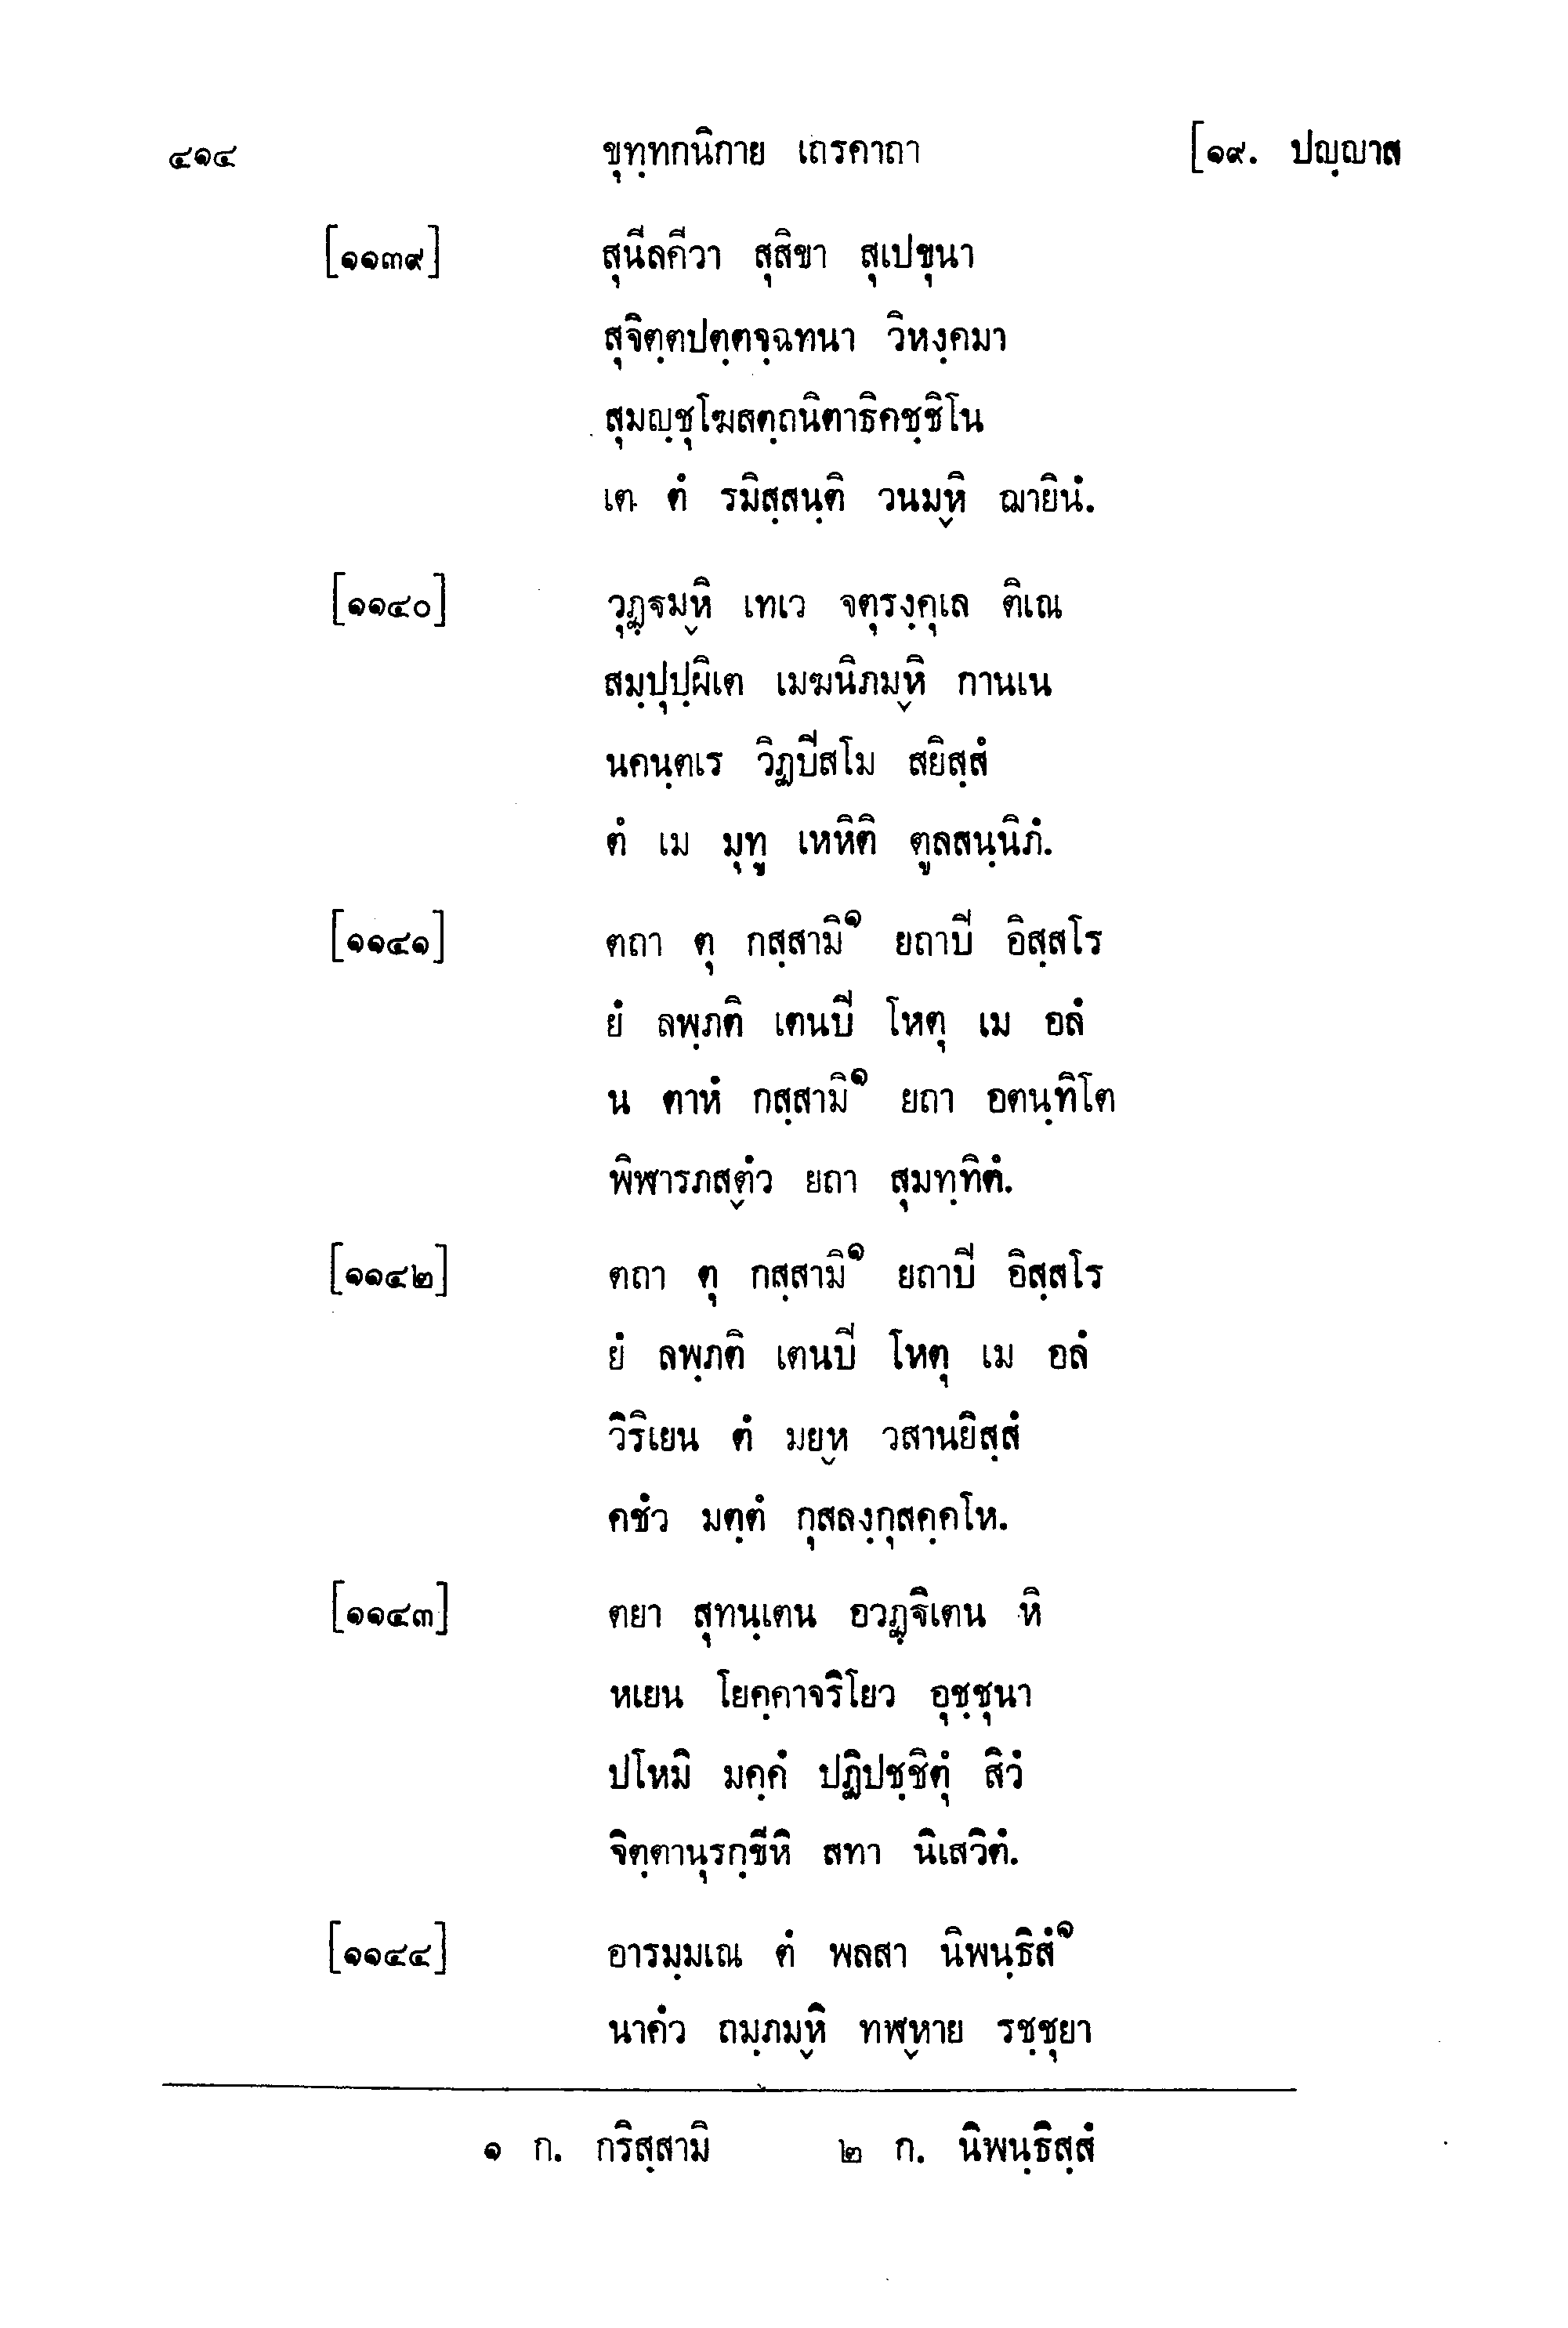 ๔๑๔ ขุทฺทกนิกาย เถรคาถา [๑๙. ปญฺญาส
[๑๑๓๙] สุนีลคีวา สุสิขา สุเปขุนา
สุจิตฺตปตฺตจฺฉทนา วิหงฺคมา
สุมญฺชุโฆสตฺถนิตาธิคชฺชิโน
เต ตํ รมิสฺสนฺติ วนมฺหิ ฌายินํ.
[๑๑๔๐] วุฏฺฐมฺหิ เทเว จตุรงฺคุเล ติเณ
สมฺปุปฺผิเต เมฆนิภมฺหิ กานเน
นคนฺตเร วิฏปีสโม สยิสฺสํ
ตํ เม มุทู เหหิติ ตูลสนฺนิภํ.
[๑๑๔๑] ตถา ตุ กสฺสามิ๑ ยถาปี อิสฺสโร
ยํ ลพฺภติ เตนปี โหตุ เม อลํ
น ตาหํ กสฺสามิ๑ ยถา อตนฺทิโต
พิฬารภสฺตํว ยถา สุมทฺทิตํ.
[๑๑๔๒] ตถา ตุ กสฺสามิ๑ ยถาปี อิสฺสโร
ยํ ลพฺภติ เตนปี โหตุ เม อลํ
วิริเยน ตํ มยฺห วสานยิสฺสํ
คชํว มตฺตํ กุสลงฺกุสคฺคโห.
[๑๑๔๓] ตยา สุทนฺเตน อวฏฺฐิเตน หิ
หเยน โยคฺคาจริโยว อุชฺชุนา
ปโหมิ มคฺคํ ปฏิปชฺชิตุํ สิวํ
จิตฺตานุรกฺขีหิ สทา นิเสวิตํ.
[๑๑๔๔] อารมฺมเณ ตํ พลสา นิพนฺธิสํ๑
นาคํว ถมฺภมฺหิ ทฬฺหาย รชฺชุยา
๑ ก. กริสฺสามิ ๒ ก. นิพนฺธิสฺสํ